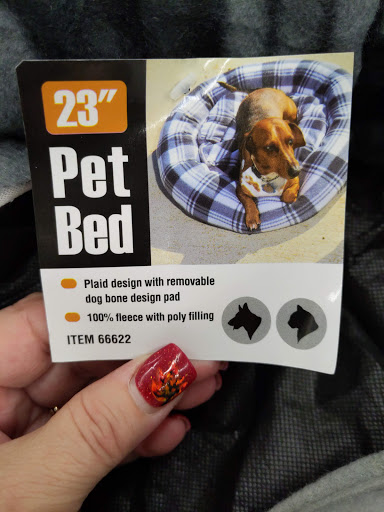 23"
Pet
Bed
Plaid design with removable
dog bone design pad
100% fleece with poly filling
ITEM 66622